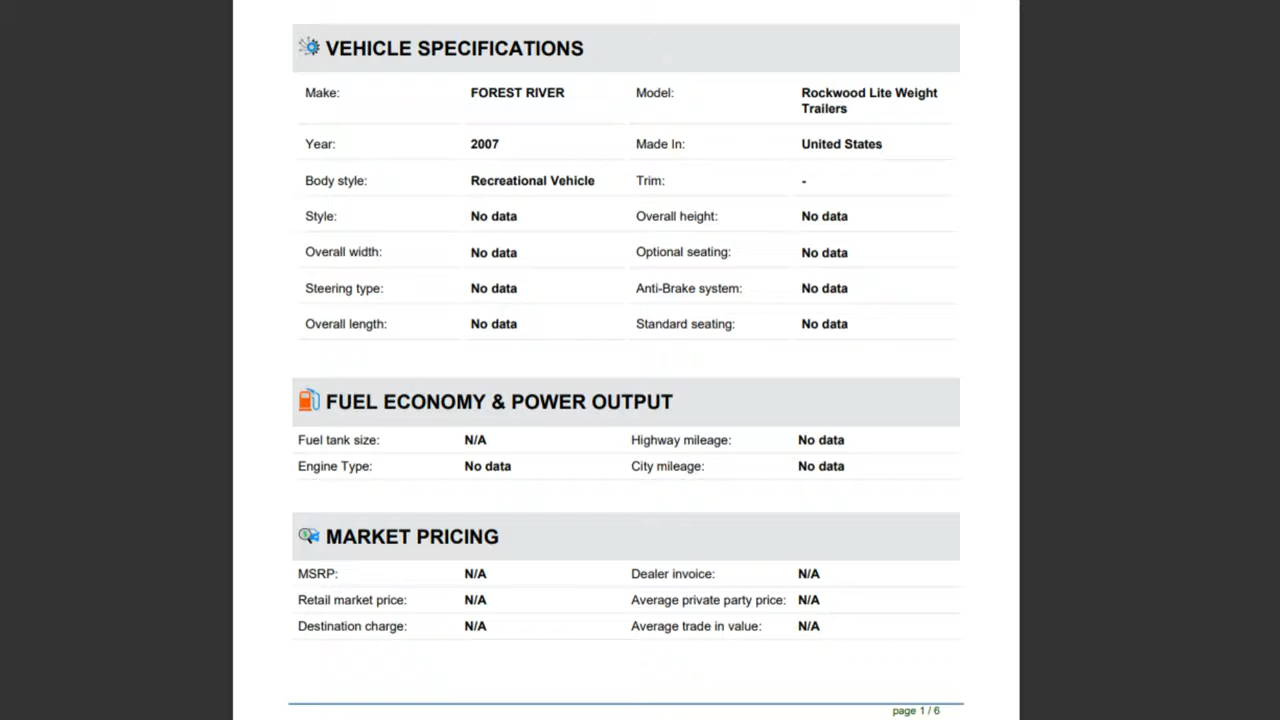 VEHICLE SPECIFICATIONS
Make: FOREST RIVER Model: Rockwood Lite Weight
Trailers
Year: 2007 Made In: United States
Body style: Recreational Vehicle Trim: -
Style: No data Overall height: No data
Overall width: No data Optional seating: No data
Steering type: No data Anti-Brake system: No data
Overall length: No data Standard seating: No data
FUEL ECONOMY & POWER OUTPUT
Fuel tank size: N/A Highway mileage: No data
Engine Type: No data City mileage: No data
MARKET PRICING
MSRP: N/A Dealer invoice: N/A
Retail market price: N/A Average private party price: N/A
Destination charge: N/A Average trade in value: N/A
page 1 / 6